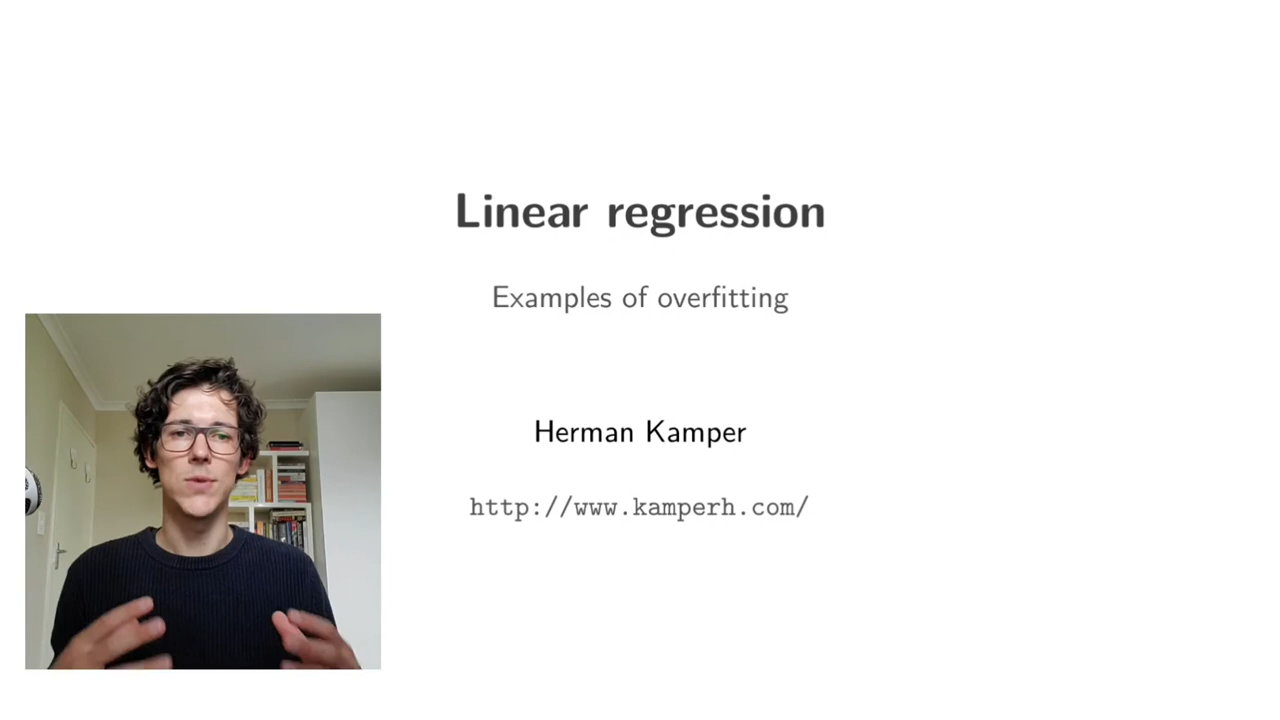 Linear regression
Examples of overfitting
Herman Kamper
http://www.kamperh.com/